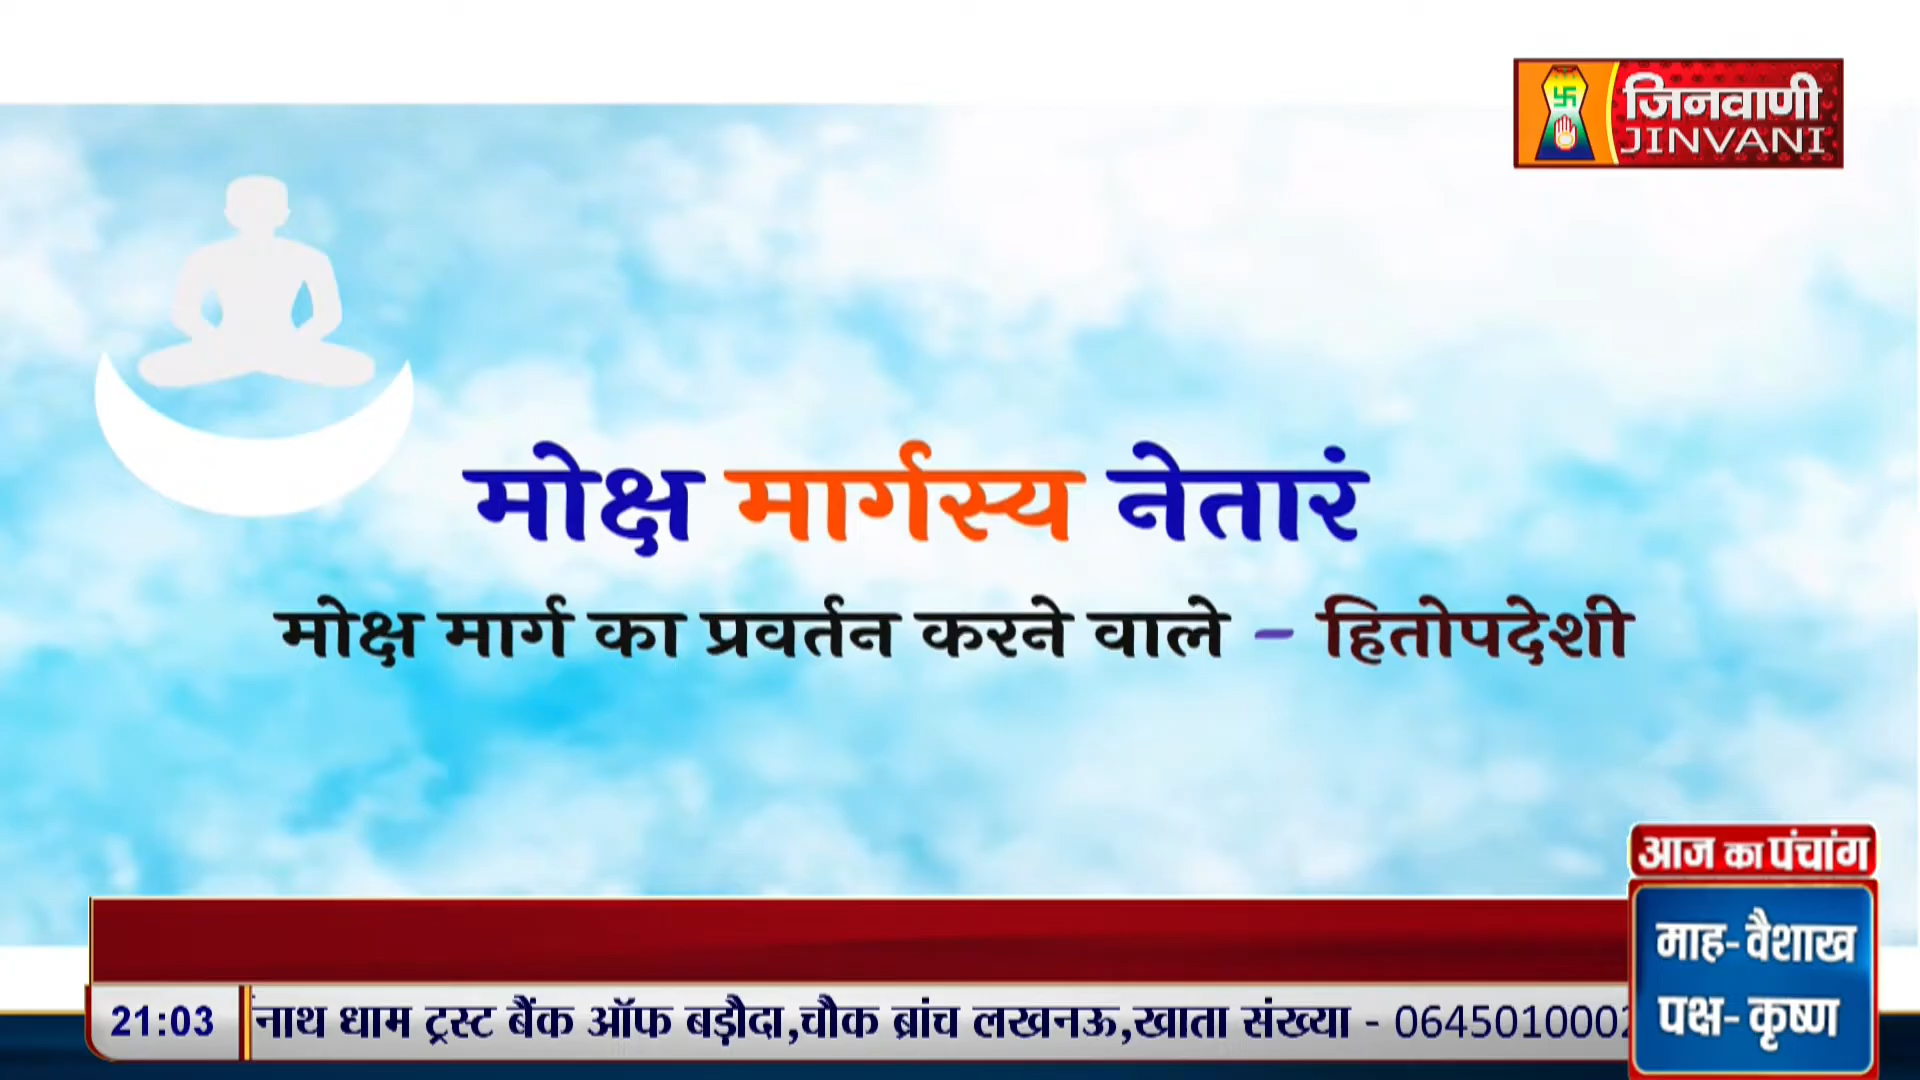 जिनवाणी
JINVANI
मोक्ष मार्गस्य नेतारं
मोक्ष मार्ग का प्रवर्तन करने वाले - हितोपदेशी
आज का पंचांग
माह- वैशाख
पक्ष- कृष्ण
21:03
नाथ धाम ट्रस्ट बैंक ऑफ बड़ौदा,चौक ब्रांच लखनऊ,खाता संख्या - 064501000